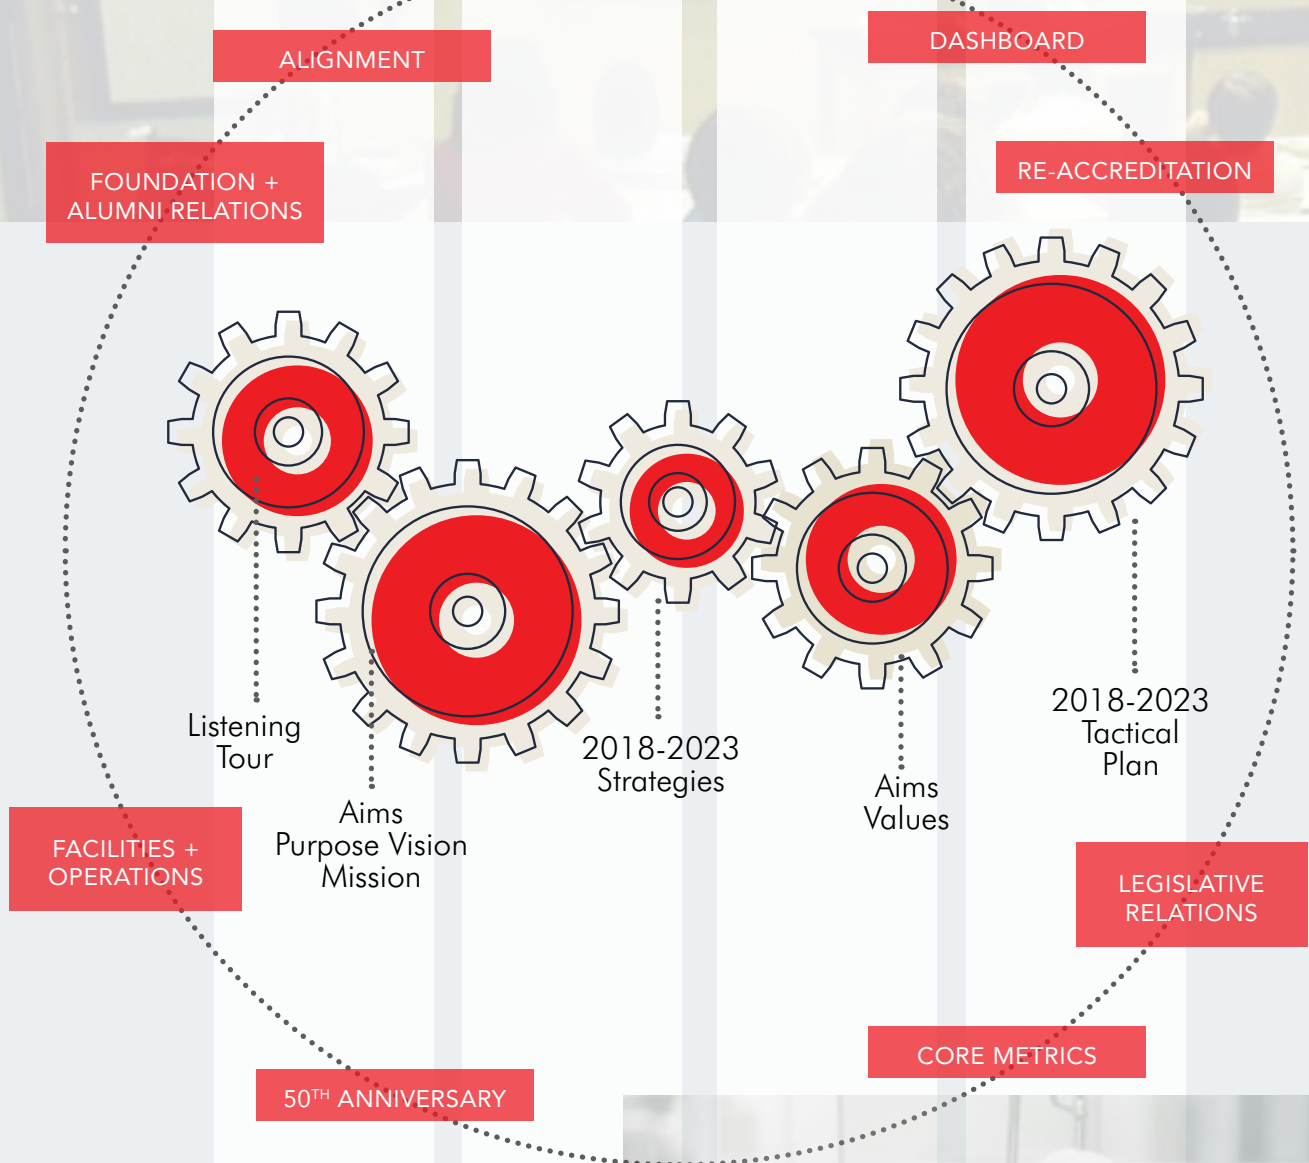 ALIGNMENT
DASHBOARD
FOUNDATION +
ALUMNI RELATIONS
RE-ACCREDITATION
Listening
Tour
Aims
Purpose Vision
Mission
2018-2023
Strategies
Aims
Values
2018-2023
Tactical
Plan
FACILITIES +
OPERATIONS
LEGISLATIVE
RELATIONS
50TH ANNIVERSARY
CORE METRICS